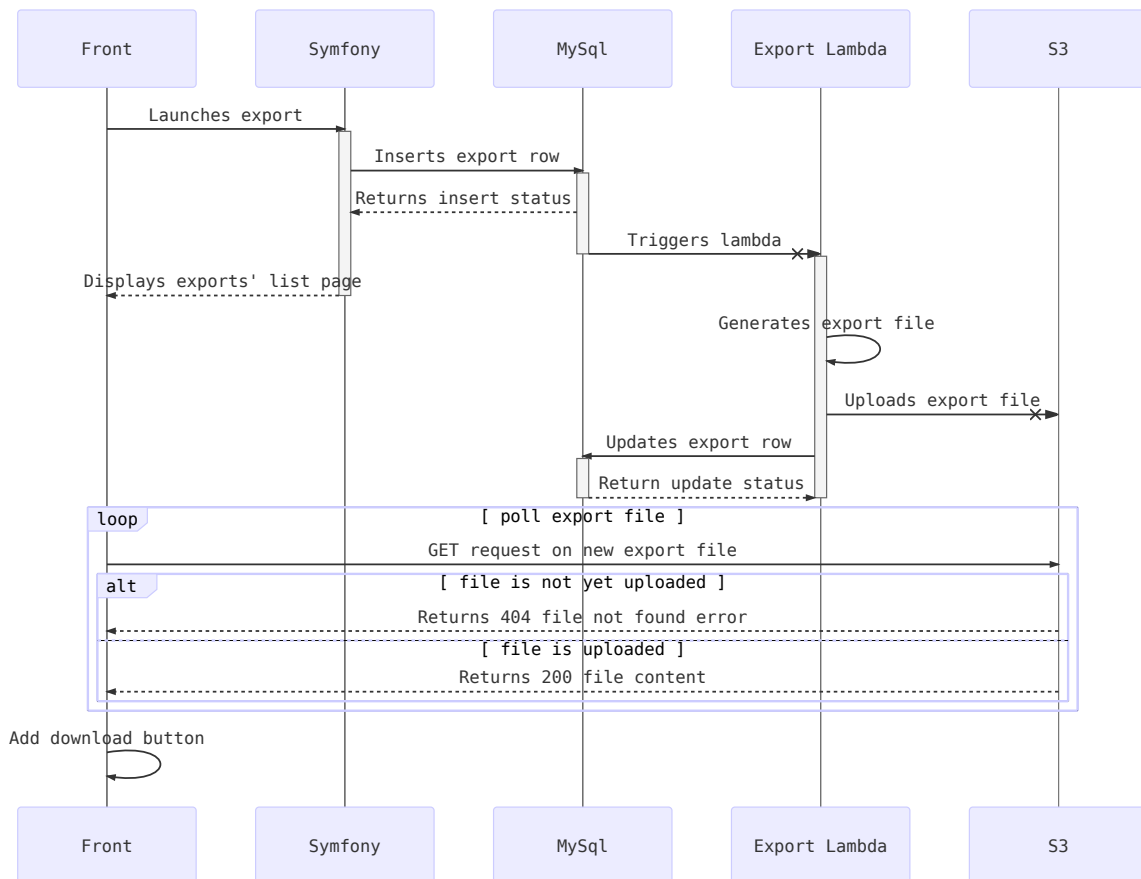 Front
Symfony
MySql
Export Lambda
S3
Launches export
Inserts export row
Returns insert status
Triggers lambda
Displays exports' list page
Generates export file
Uploads export file
Updates export row
Return update status
loop
[ poll export file ]
GET request on new export file
alt
[ file is not yet uploaded ]
Returns 404 file not found error
[ file is uploaded ]
Returns 200 file content
Add download button
Front
Symfony
MySql
Export Lambda
S3